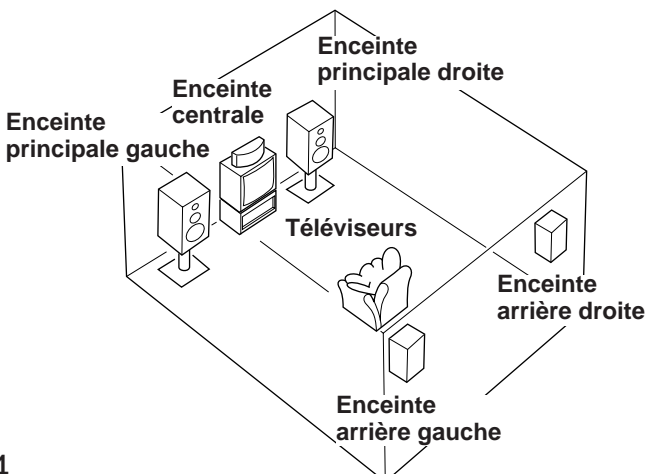 Enceinte
principale droite
Enceinte
centrale
Enceinte
principale gauche
Téléviseurs
Enceinte
arrière droite
Enceinte
arrière gauche
1